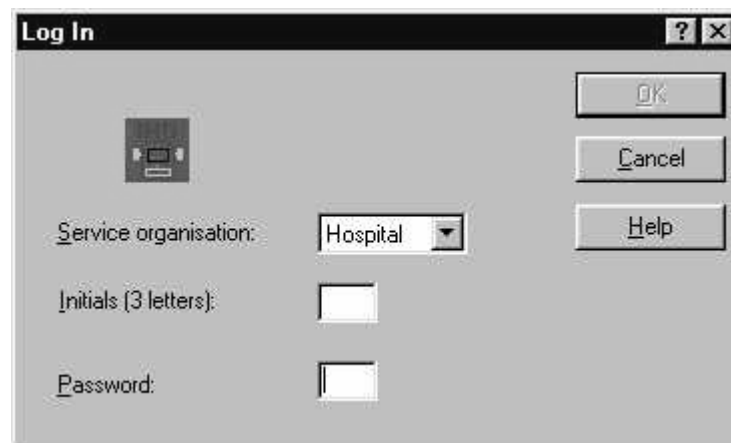 Log In
OK
Cancel
Service organisation: Hospital
Help
Initials (3 letters):
Password: